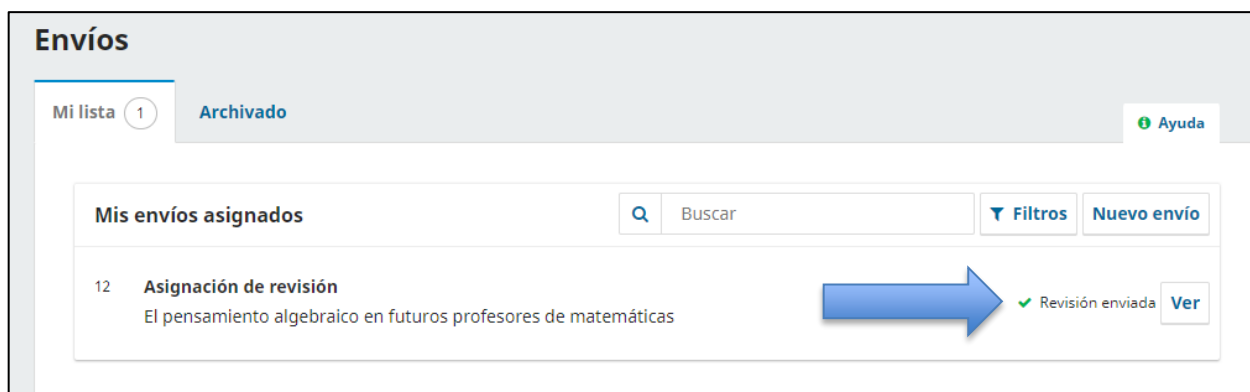 Envíos
Mi lista 1 Archivado
Ayuda
Mis envíos asignados Buscar Filtros Nuevo envío
12 Asignación de revisión
El pensamiento algebraico en futuros profesores de matemáticas
Revisión enviada Ver